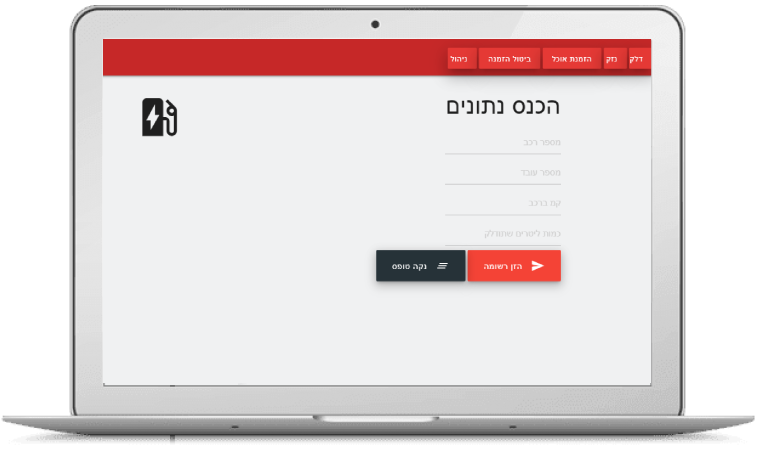 דלק נזק הזמנת אוכל ביטול הזמנה ניהול
הכנס נתונים
מספר רכב
מספר עובד
קמ ברכב
כמות ליטרים שתודלק
הזן רשומה נקה טופס